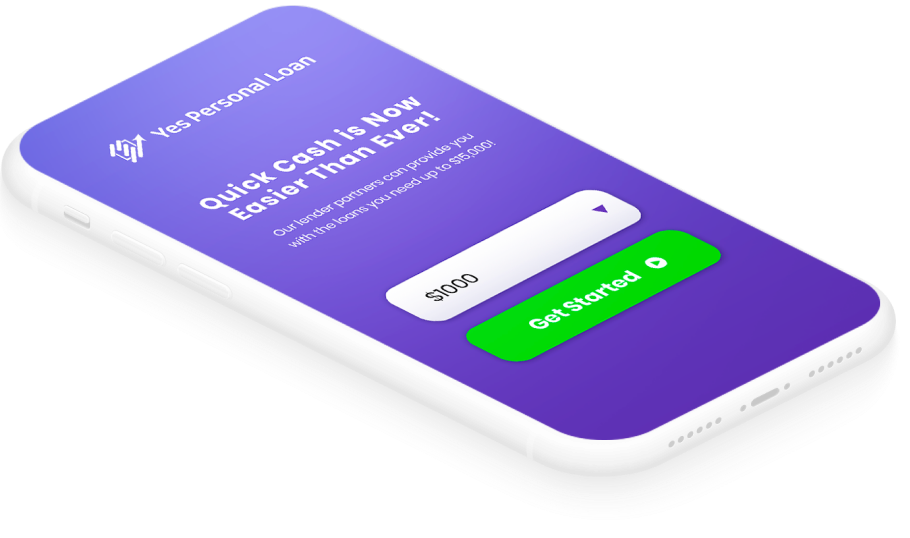 Yes Personal Loan
Quick Cash is Now
Easier Than Ever!
Our lender partners can provide you
with the loans you need up to $15,000!
$1000
Get Started